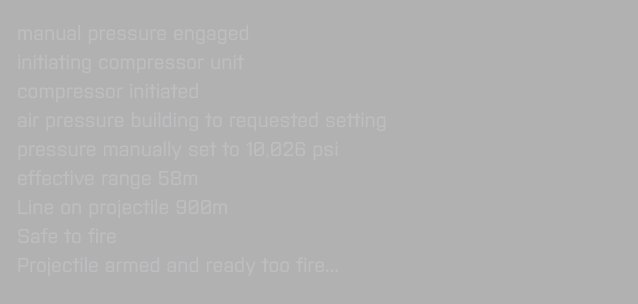 manual pressure engaged
initiating compressor unit
compressor initiated
air pressure building to requested setting
pressure manually set to 10,026 psi
effective range 58m
Line on projectile 900m
Safe to fire
Projectile armed and ready too fire...